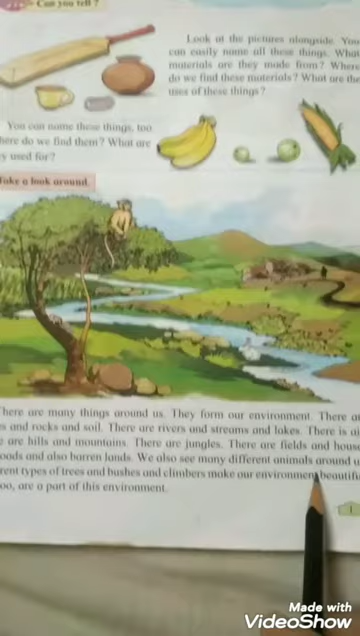 Can you tell ?
Look at the pictures alongside. You
can easily name all these things. What
materials are they made from? Where
do we find these materials? What are the
uses of these things?
You can name these things, too.
here do we find them? What are
y used for?
Take a look around.
There are many things around us. They form our environment. There ar
s and rocks and soil. There are rivers and streams and lakes. There is ai
e are hills and mountains. There are jungles. There are fields and house
oods and also barren lands. We also see many different animals around u
rent types of trees and bushes and climbers make our environment beautifu
oo, are a part of this environment.
1
Made with
VideoShow